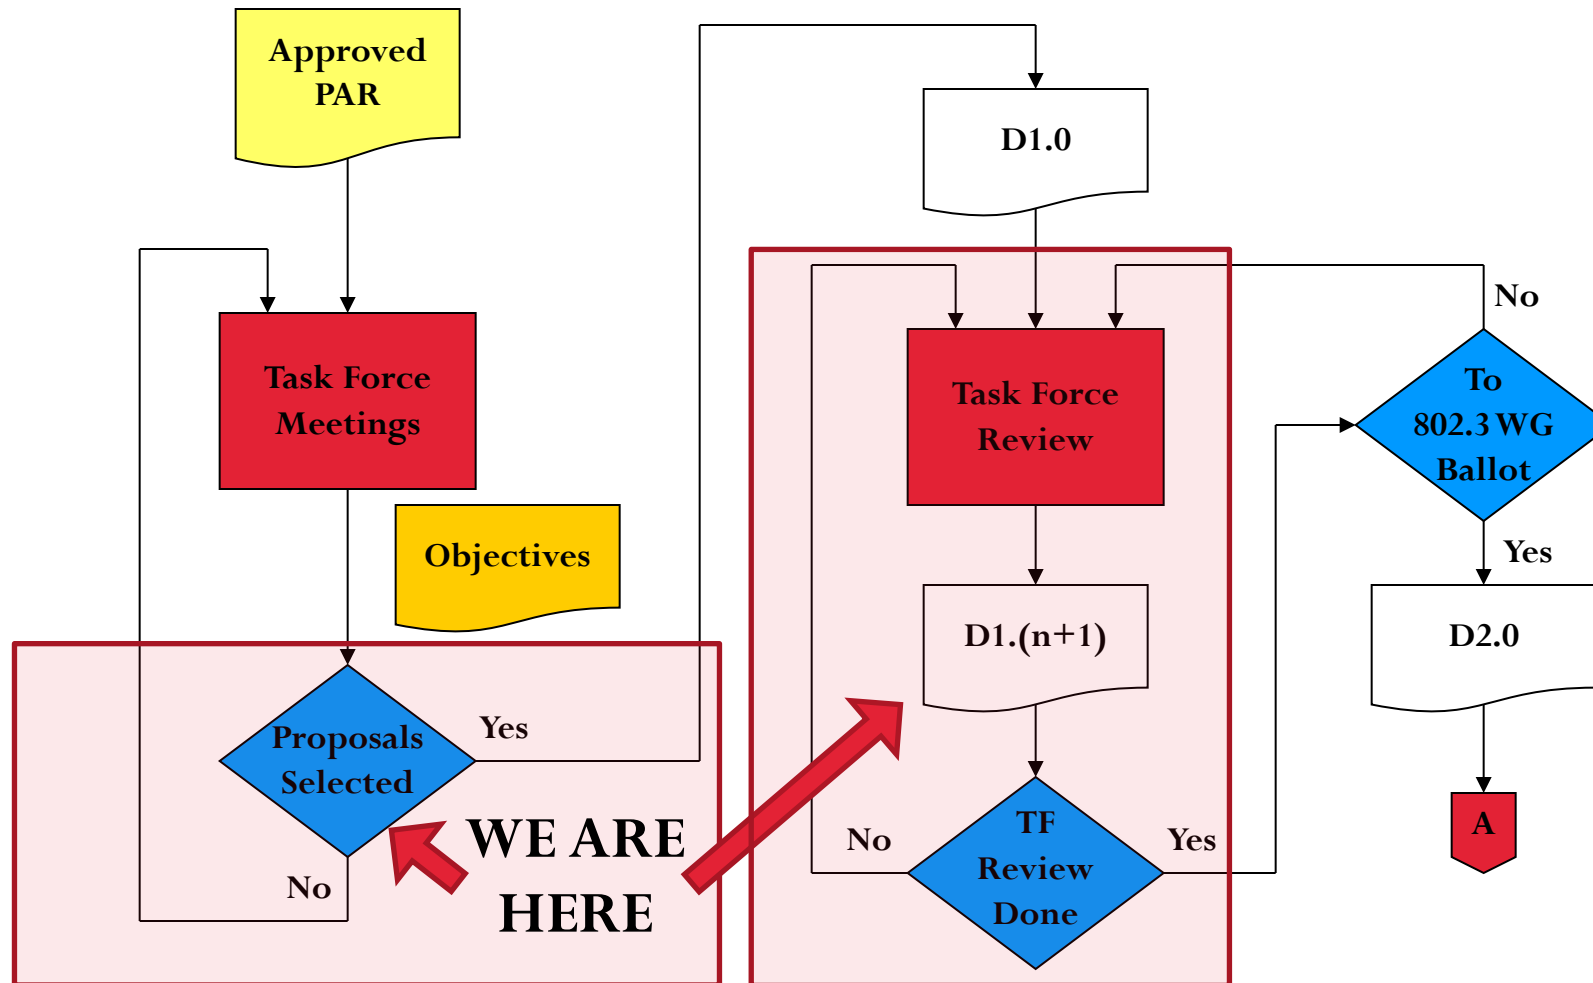 Approved
PAR
Task Force
Meetings
Objectives
Proposals
Selected
Yes
No
WE ARE
HERE
D1.0
Task Force
Review
D1.(n+1)
TF
Review
Done
No
Yes
To
802.3 WG
Ballot
No
Yes
D2.0
A